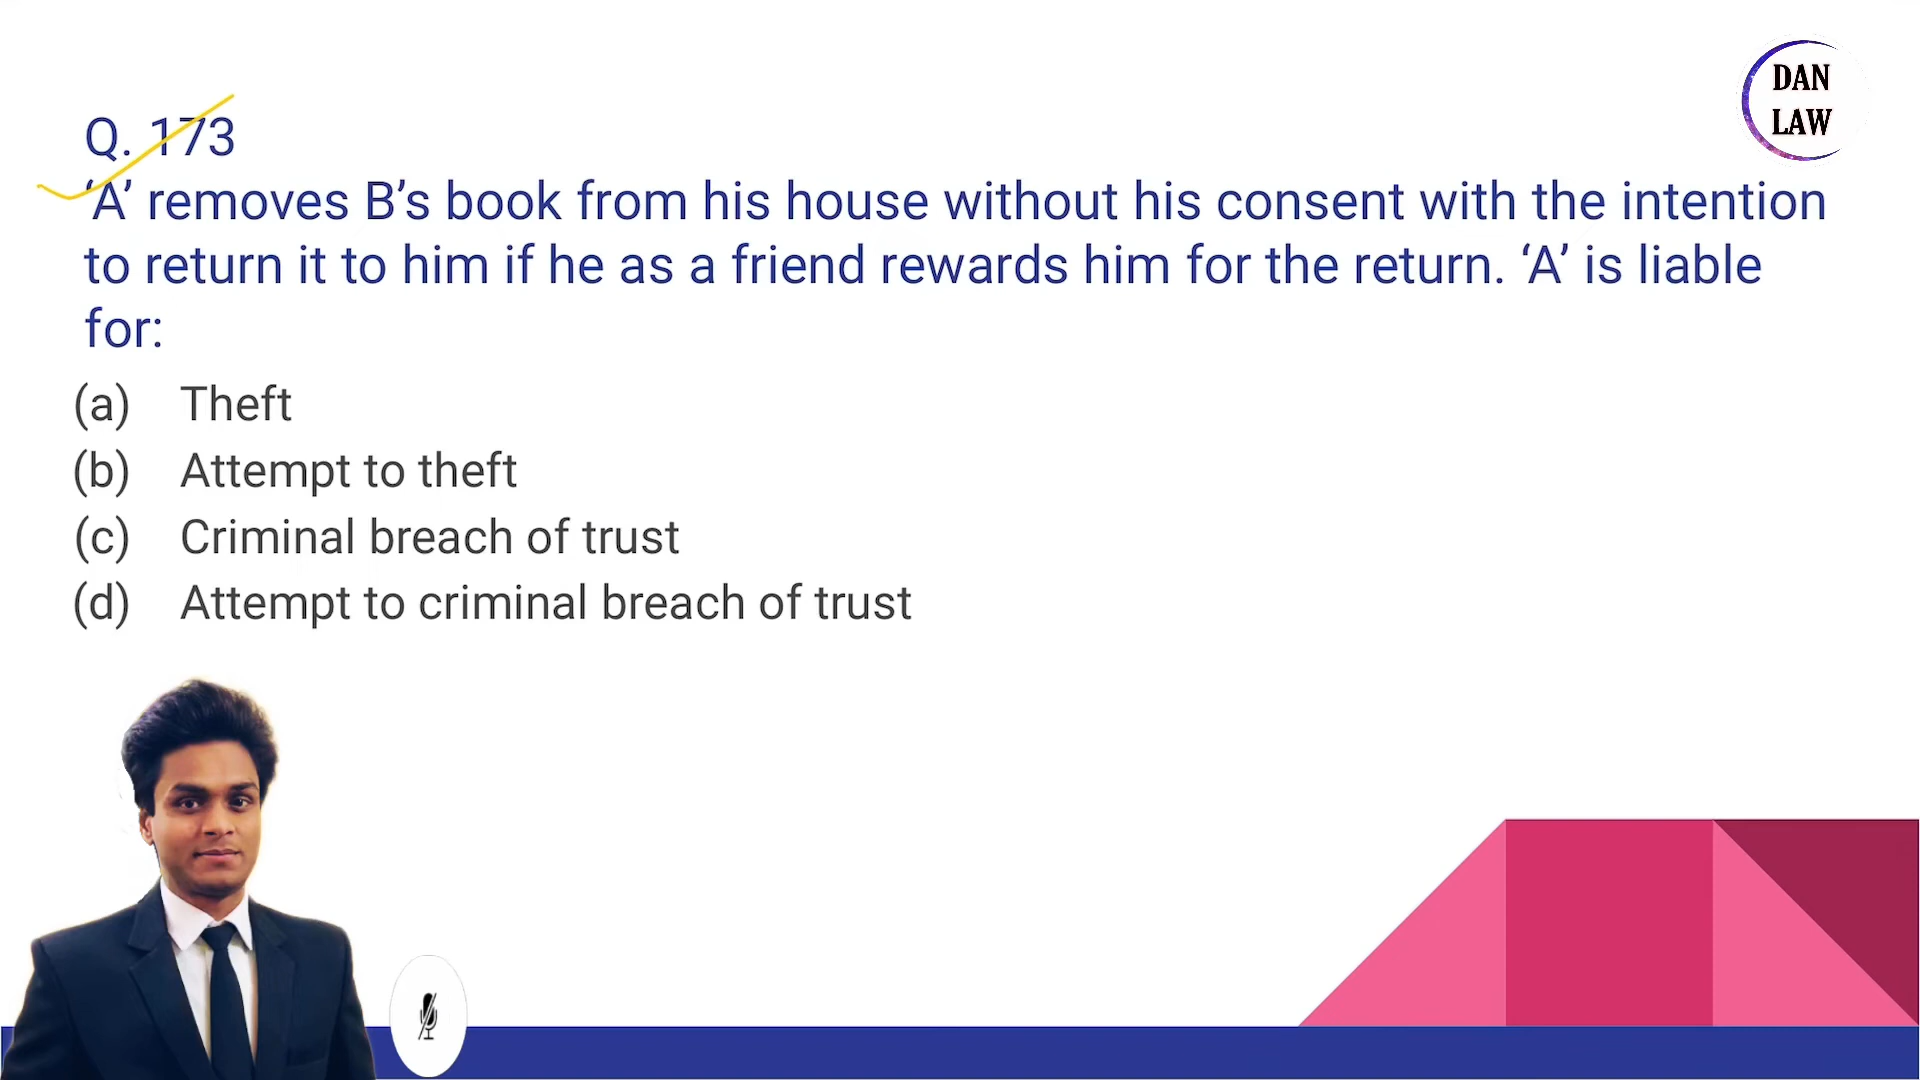 DAN
LAW
Q. 173
‘A’ removes B’s book from his house without his consent with the intention
to return it to him if he as a friend rewards him for the return. ‘A’ is liable
for:
(a) Theft
(b) Attempt to theft
(c) Criminal breach of trust
(d) Attempt to criminal breach of trust